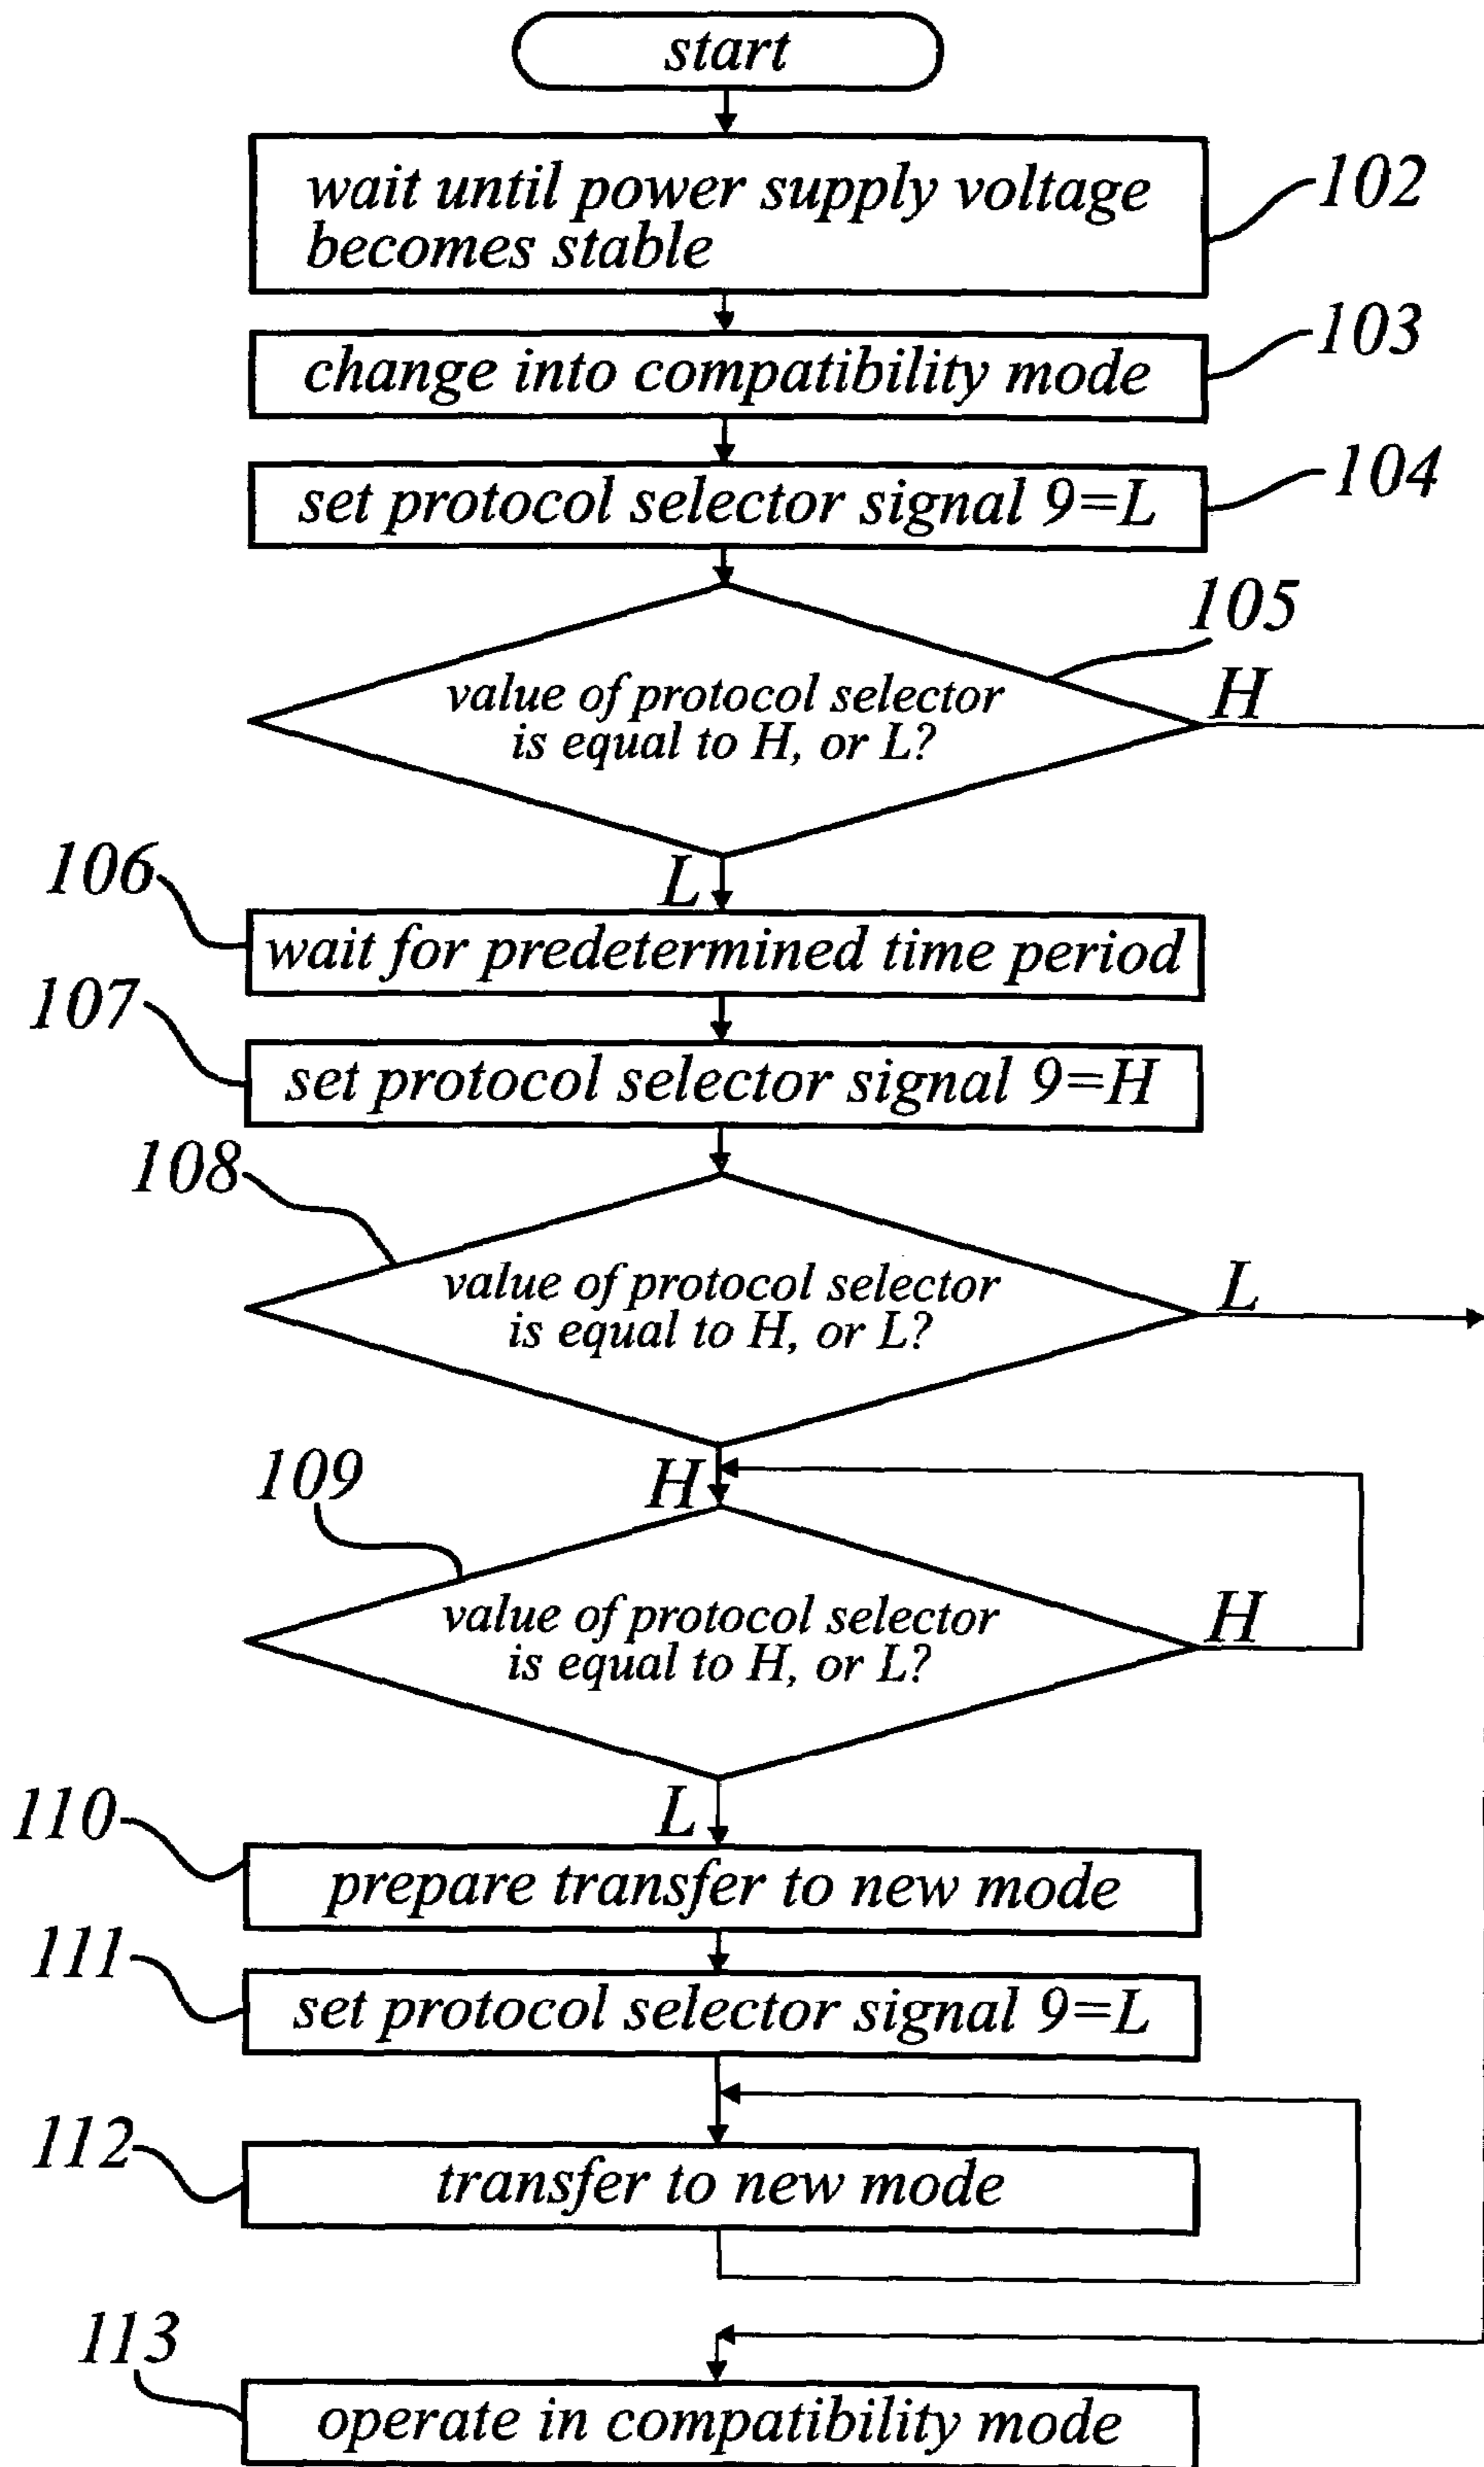 start
wait until power supply voltage
becomes stable
102
change into compatibility mode
103
set protocol selector signal 9=L
104
105
value of protocol selector
is equal to H, or L?
H
L
106
wait for predetermined time period
107
set protocol selector signal 9=H
108
value of protocol selector
is equal to H, or L?
L
H
109
value of protocol selector
is equal to H, or L?
H
L
110
prepare transfer to new mode
111
set protocol selector signal 9=L
112
transfer to new mode
113
operate in compatibility mode